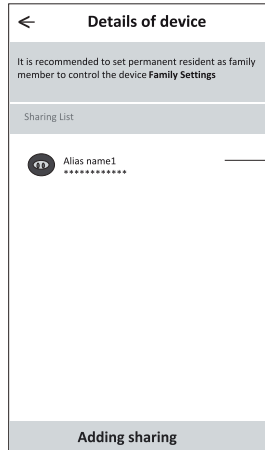 Details of device
It is recommended to set permanent resident as family
member to control the device Family Settings
Sharing List
Alias name1
************
Adding sharing